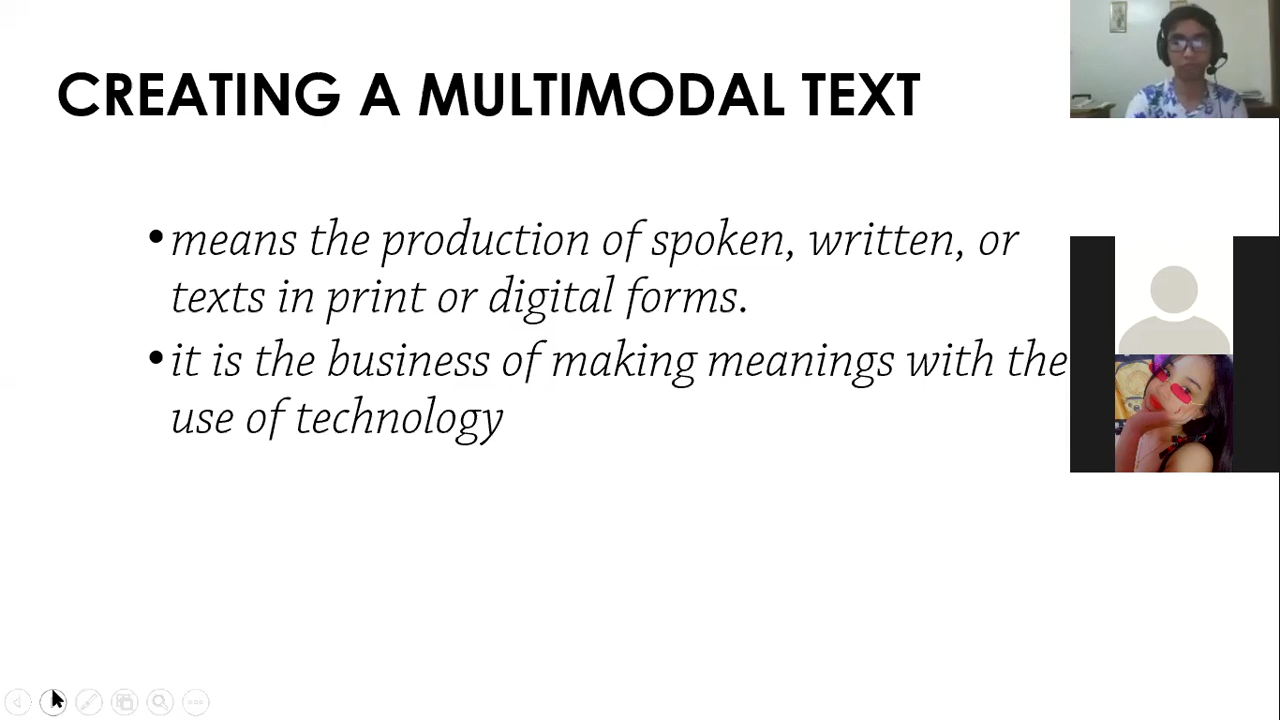 CREATING A MULTIMODAL TEXT
•means the production of spoken, written, or
texts in print or digital forms.
•it is the business of making meanings with the
use of technology